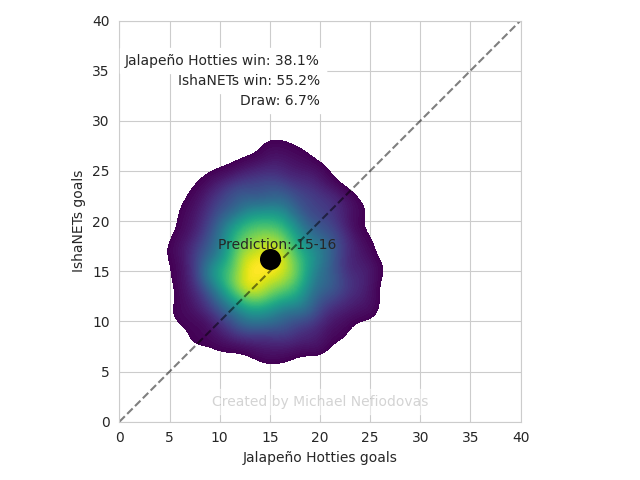 Jalapeño Hotties win: 38.1%
IshaNETs win: 55.2%
Draw: 6.7%
Prediction: 15-16
Created by Michael Nefiodovas
IshaNETs goals
40
35
30
25
20
15
10
5
0
0 5 10 15 20 25 30 35 40
Jalapeño Hotties goals